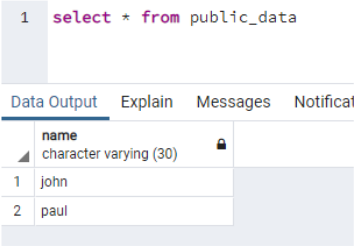 1 select * from public_data
Data Output Explain Messages Notificat
name
character varying (30)
1 john
2 paul